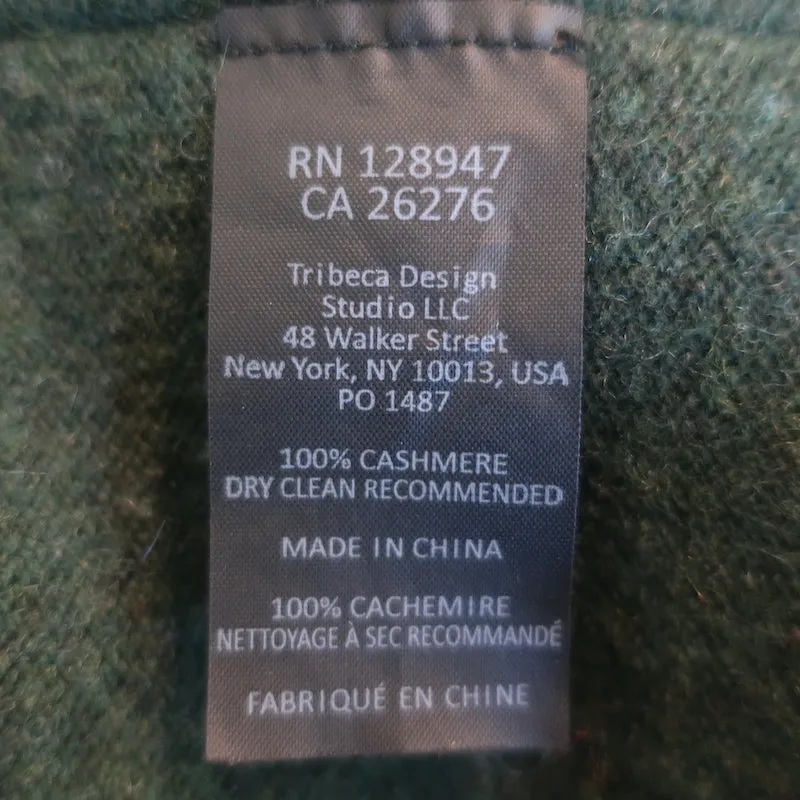 RN 128947
CA 26276
Tribeca Design
Studio LLC
48 Walker Street
New York, NY 10013, USA
PO 1487
100% CASHMERE
DRY CLEAN RECOMMENDED
MADE IN CHINA
100% CACHEMIRE
NETTOYAGE À SEC RECOMMANDÉ
FABRIQUÉ EN CHINE